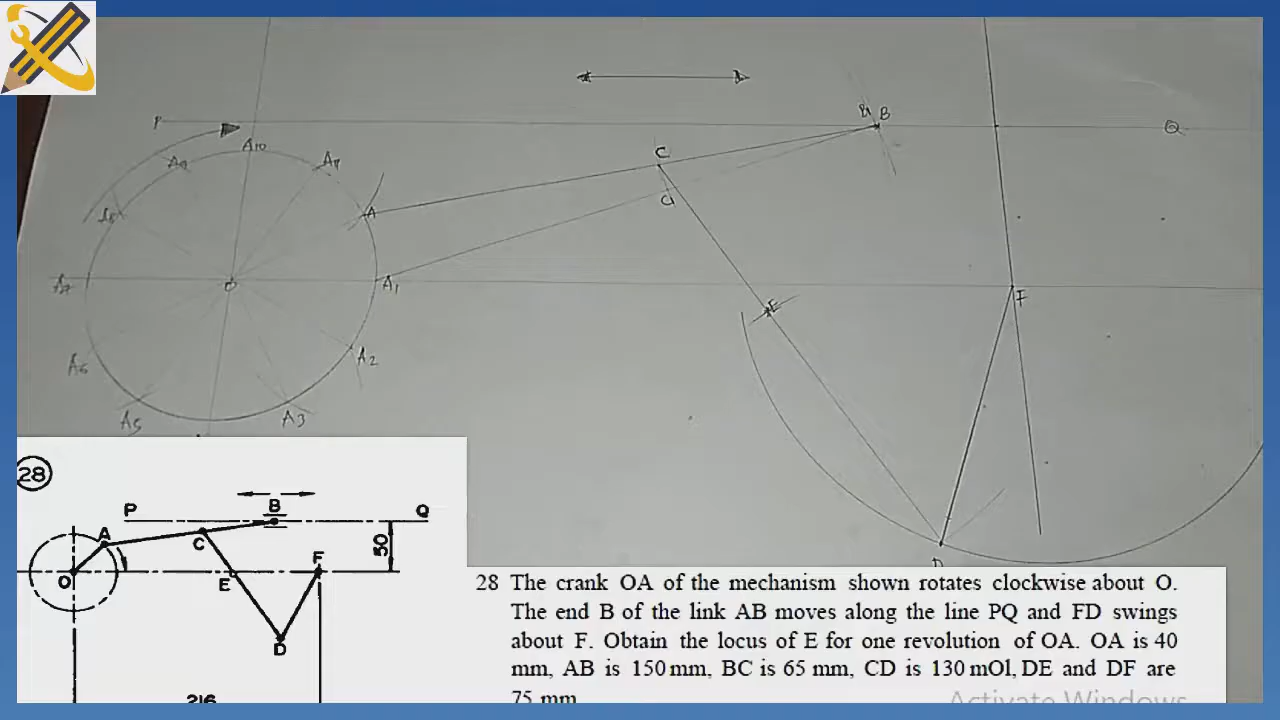 P
A10
A9
A11
B1 B
Q
C
A
A8
C1
A7
O
A1
E
F
A6
A2
A5
A3
D
28
P
B
Q
A
C
50
F
O
E
D
216
28 The crank OA of the mechanism shown rotates clockwise about O.
The end B of the link AB moves along the line PQ and FD swings
about F. Obtain the locus of E for one revolution of OA. OA is 40
mm, AB is 150 mm, BC is 65 mm, CD is 130 mOl, DE and DF are
75 mm
Activate Windows